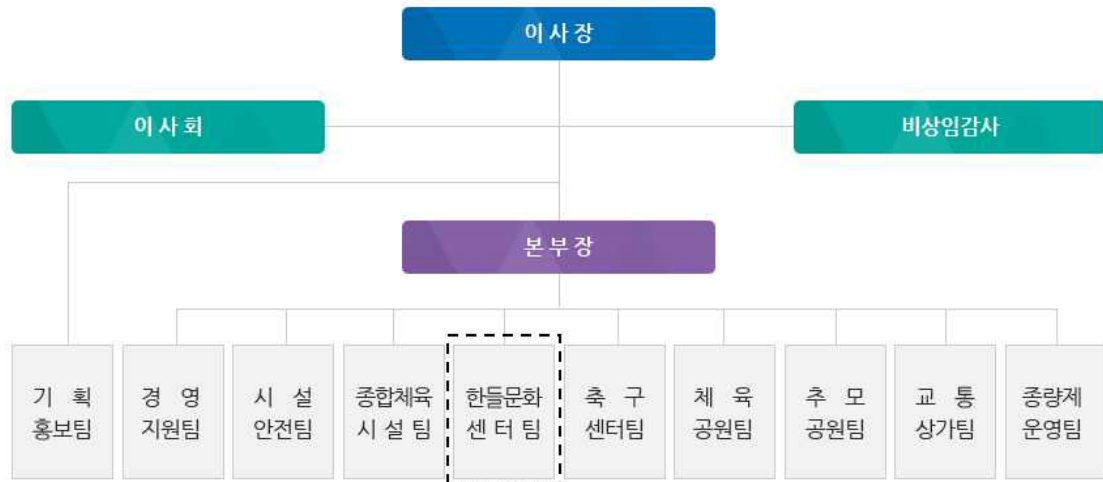 이사장
이사회
비상임감사
본부장
기 획
홍보팀
경 영
지원팀
시 설
안전팀
종합체육
시 설 팀
한들문화
센 터 팀
축 구
센터팀
체 육
공원팀
추 모
공원팀
교 통
상가팀
종량제
운영팀